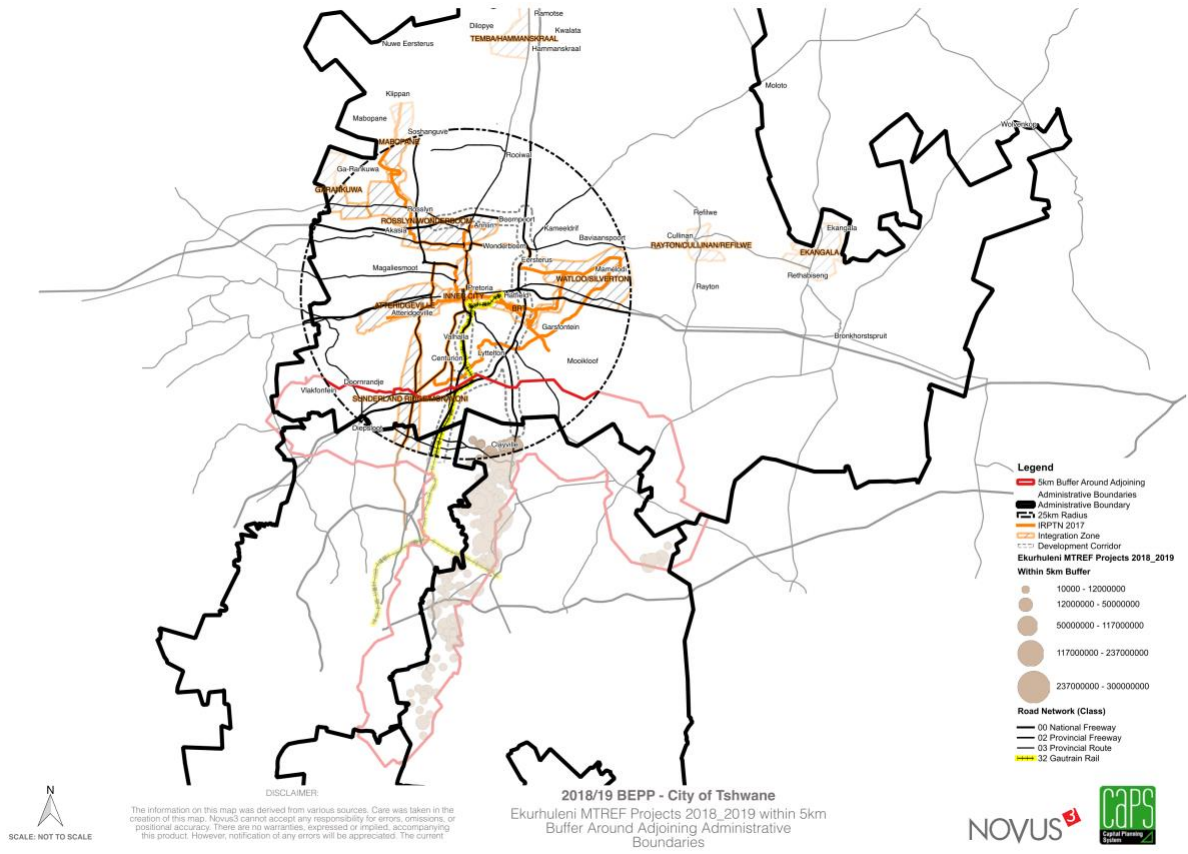 Ramotse
Dilopye
Kwalata
TEMBA/HAMMANSKRAAL
Nuwe Eersterus
Hammanskraal
Moloto
Klippan
Mabopane
Wolvenkop
Soshanguve
MABOPANE
Rooiwal
Ga-Rankuwa
GARANKUWA
Rosslyn
Refilwe
ROSSLYN/WONDERBOOM
Doornpoort
Akasia
Annlin
Kameeldrif
Cullinan
Ekangala
Baviaanspoort
Wonderboom
RAYTON/CULLINAN/REFILWE
EKANGALA
Eersterus
Magaliesmoot
Mamelodi
Rethabiseng
WATLOO/SILVERTON
Pretoria
Rayton
INNER CITY
Hatfield
ATTERIDGEVILLE
Atteridgeville
BRT
Garsfontein
Valhalla
Bronkhorstspruit
Lyttelton
Centurion
Mooikloof
Doornrandje
Vlakfontein
Diepsloot
Clayville
Legend
5km Buffer Around Adjoining
Administrative Boundaries
Administrative Boundary
25km Radius
IRPTN 2017
Integration Zone
Development Corridor
Ekurhuleni MTREF Projects 2018_2019
Within 5km Buffer
10000 - 12000000
12000000 - 50000000
50000000 - 117000000
117000000 - 237000000
237000000 - 300000000
Road Network (Class)
00 National Freeway
02 Provincial Freeway
03 Provincial Route
32 Gautrain Rail
N
SCALE: NOT TO SCALE
DISCLAIMER:
The information on this map was derived from various sources. Care was taken in the
creation of this map. Novus3 cannot accept any responsibility for errors, omissions, or
positional accuracy. There are no warranties, expressed or implied, accompanying
this product. However, notification of any errors will be appreciated. The current
2018/19 BEPP - City of Tshwane
Ekurhuleni MTREF Projects 2018_2019 within 5km
Buffer Around Adjoining Administrative
Boundaries
NOVUS3
CAPS
Capital Planning
System